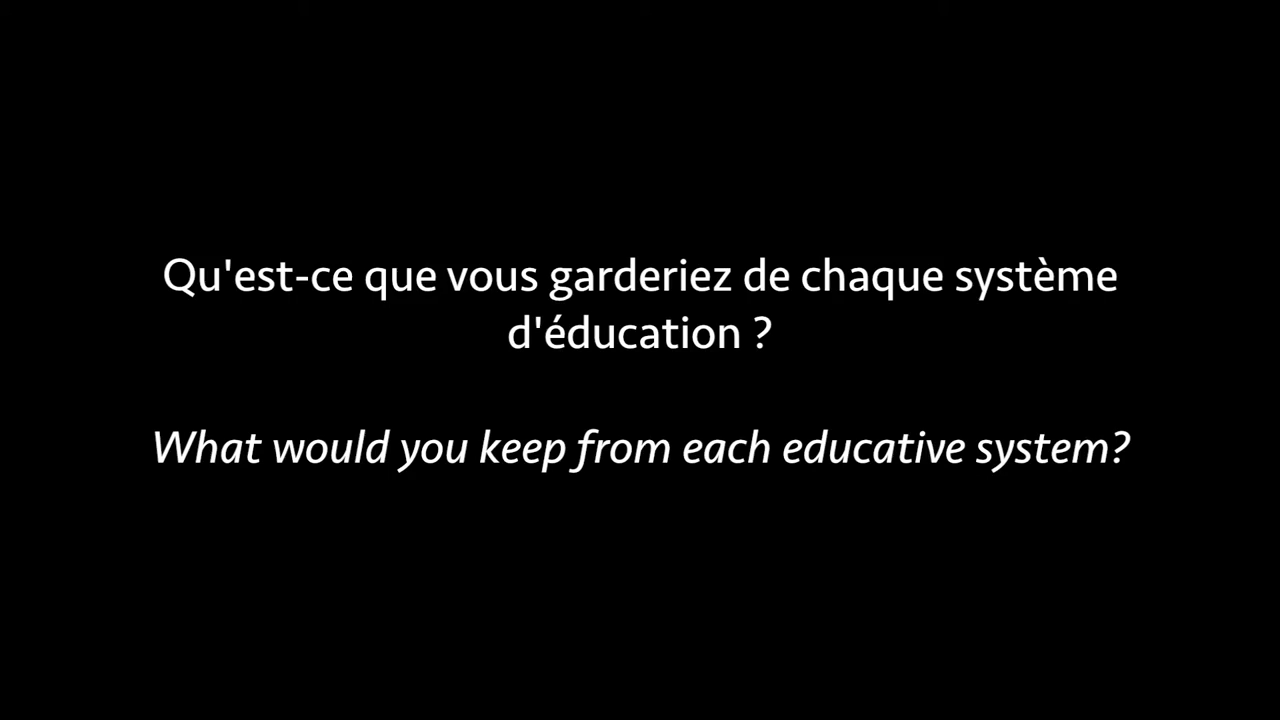 Qu'est-ce que vous garderiez de chaque système
d'éducation ?
What would you keep from each educative system?